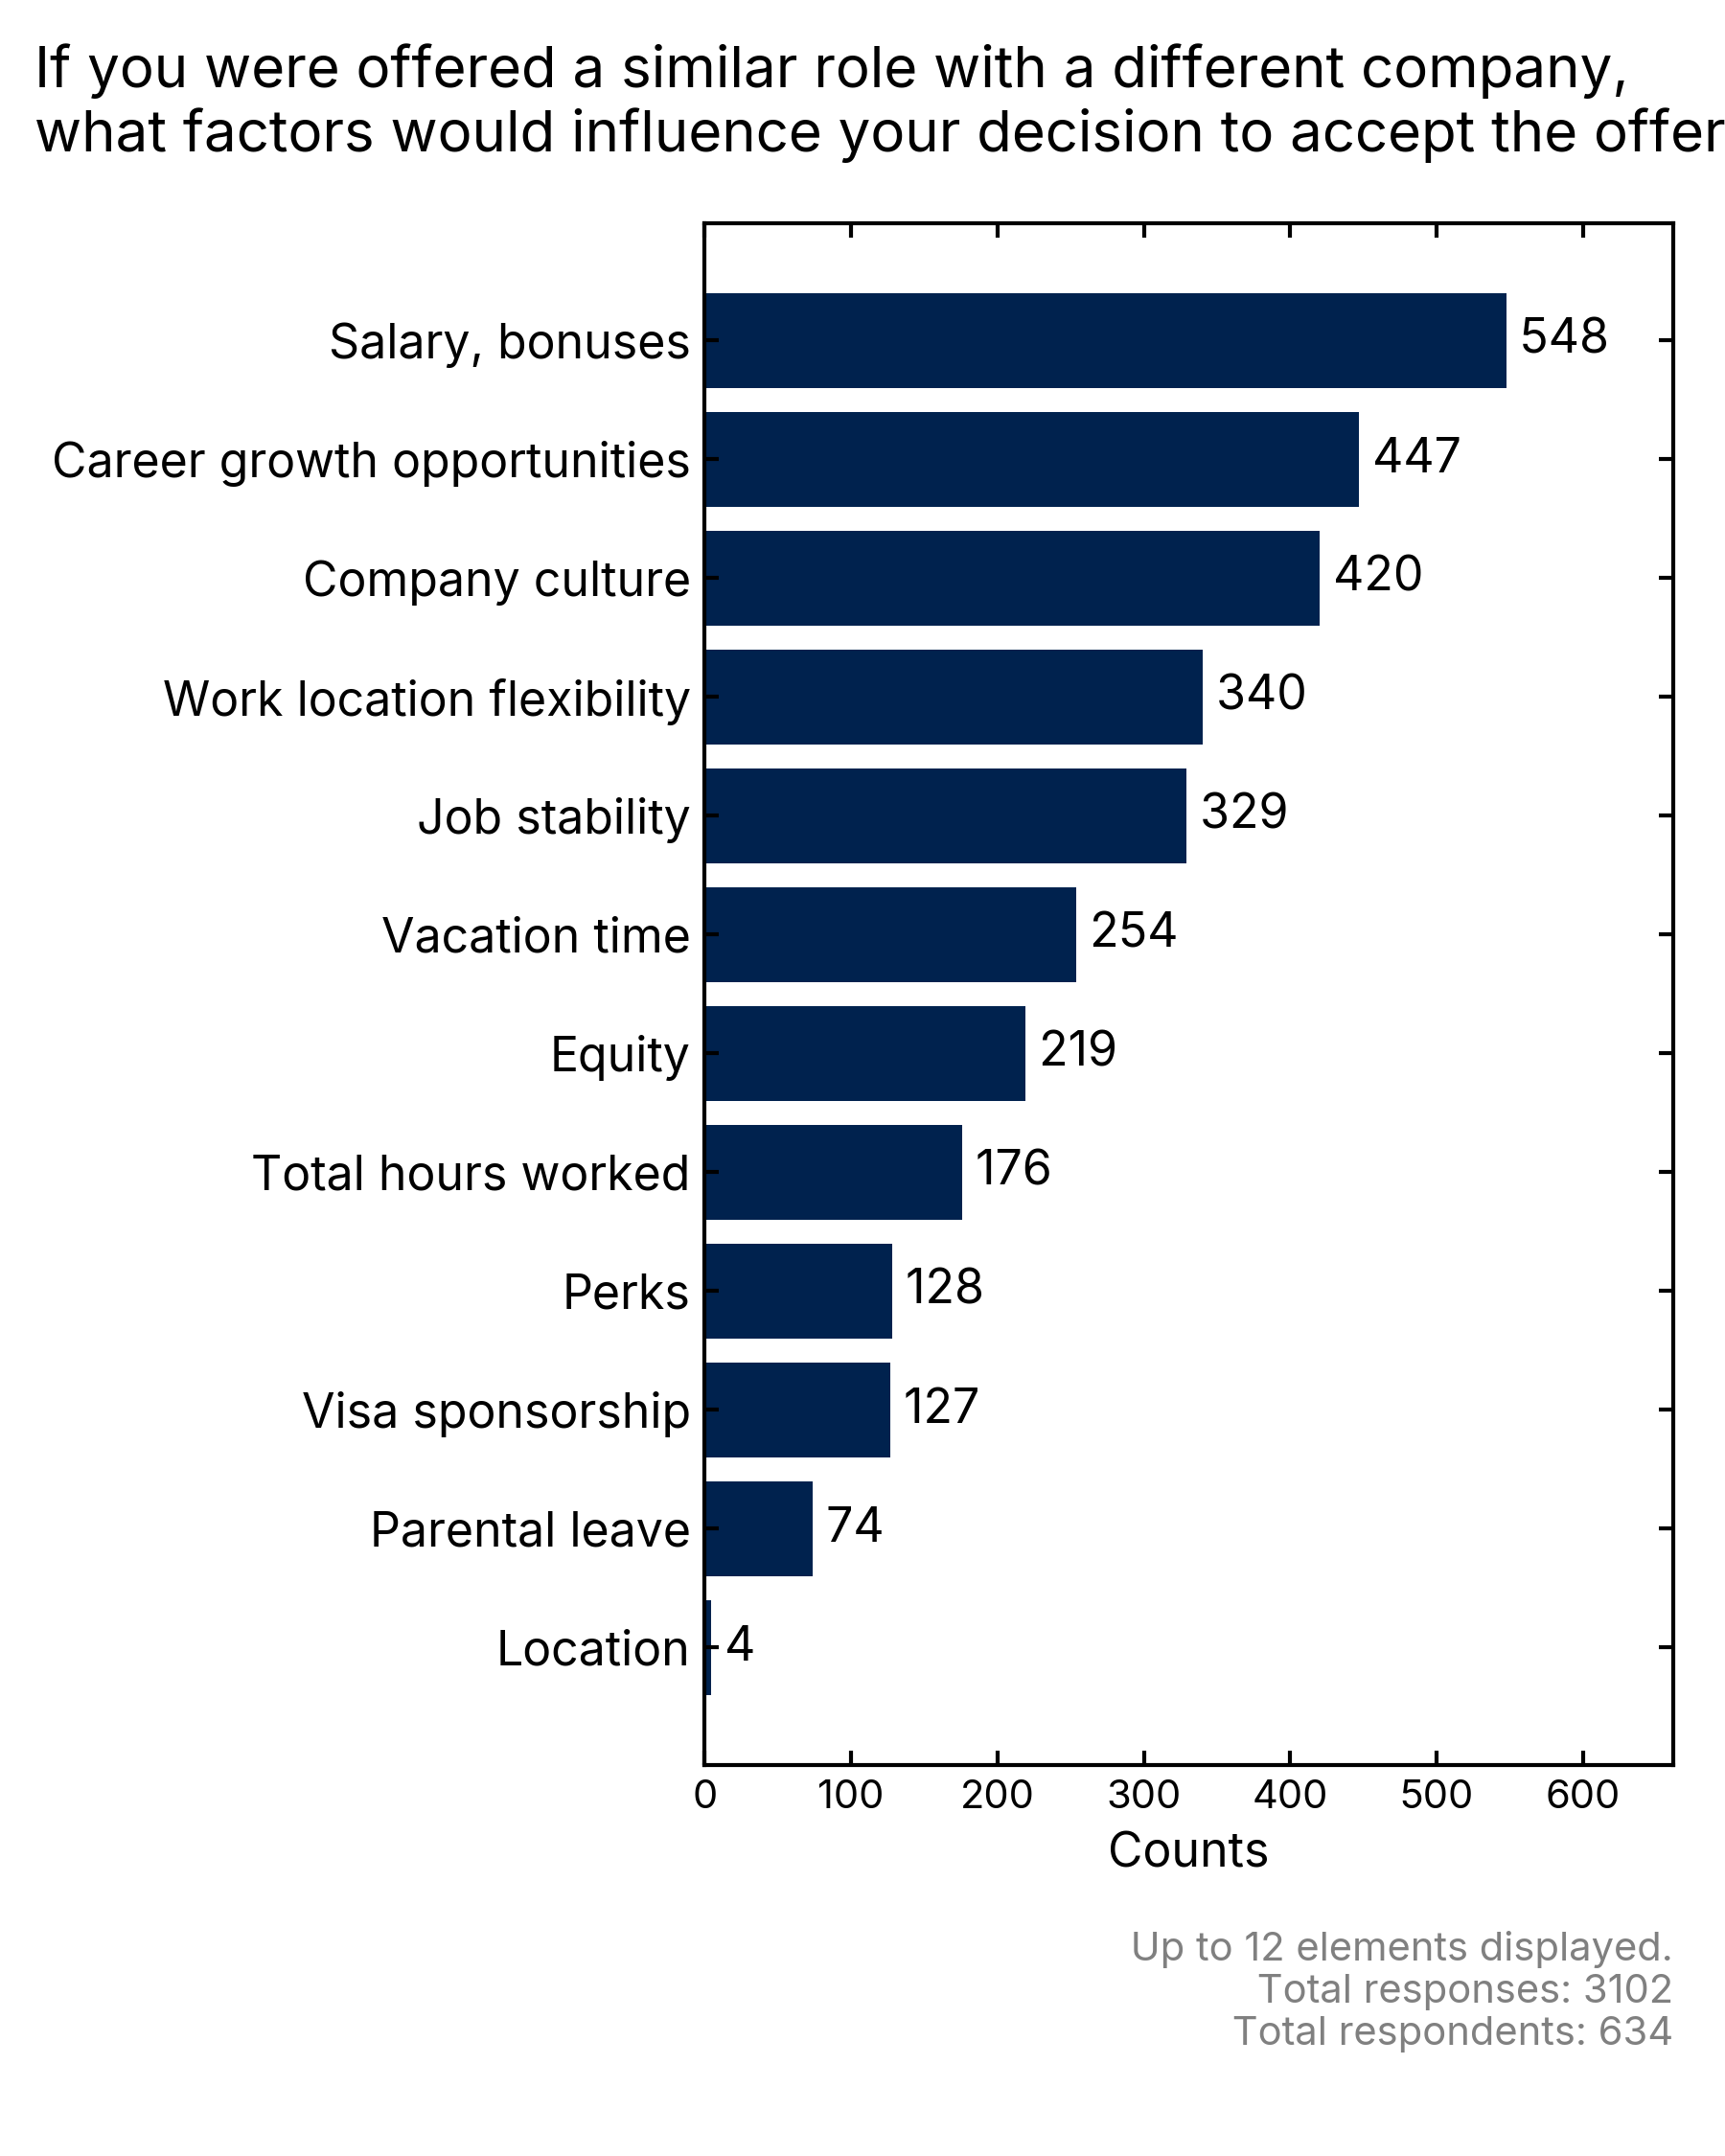 If you were offered a similar role with a different company,
what factors would influence your decision to accept the offer
Salary, bonuses 548
Career growth opportunities 447
Company culture 420
Work location flexibility 340
Job stability 329
Vacation time 254
Equity 219
Total hours worked 176
Perks 128
Visa sponsorship 127
Parental leave 74
Location 4
0 100 200 300 400 500 600
Counts
Up to 12 elements displayed.
Total responses: 3102
Total respondents: 634